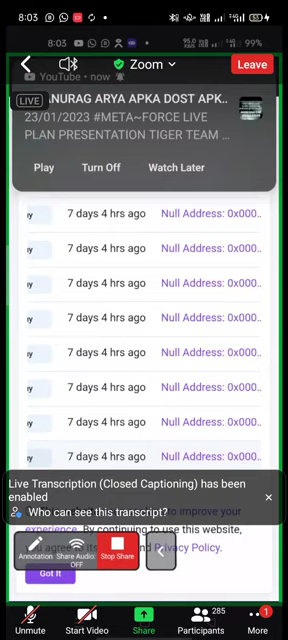 8:03
8:03
99%
Zoom
Leave
YouTube • now
LIVE
ANURAG ARYA APKA DOST APK..
23/01/2023 #META~FORCE LIVE
PLAN PRESENTATION TIGER TEAM ...
Play
Turn Off
Watch Later
7 days 4 hrs ago Null Address: 0x000..
7 days 4 hrs ago Null Address: 0x000..
7 days 4 hrs ago Null Address: 0x000..
7 days 4 hrs ago Null Address: 0x000..
7 days 4 hrs ago Null Address: 0x000..
7 days 4 hrs ago Null Address: 0x000..
7 days 4 hrs ago Null Address: 0x000..
7 days 4 hrs ago Null Address: 0x000..
Live Transcription (Closed Captioning) has been
enabled
Who can see this transcript?
to improve your
experience. By continuing to use this website,
you agree to its and Privacy Policy.
Annotation
Share Audio:
OFF
Stop Share
Got It
Unmute
Start Video
Share
285
Participants
1
More